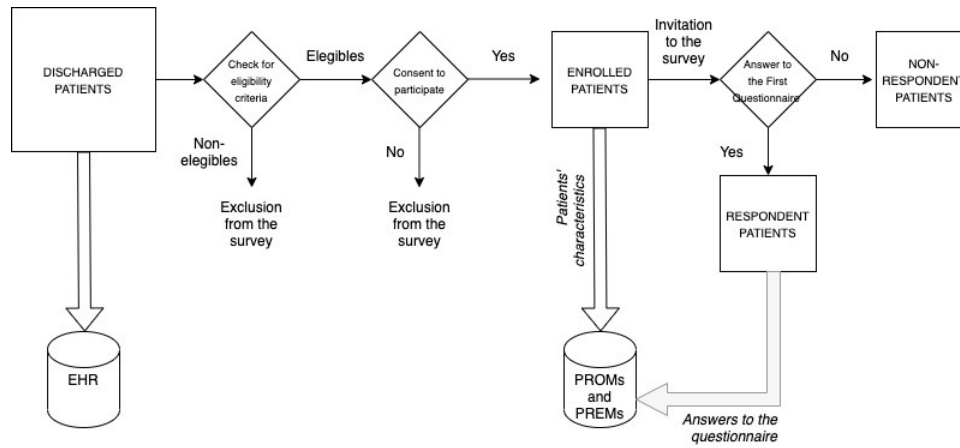 DISCHARGED
PATIENTS
Check for
eligibility
criteria
Elegibles
Non-
elegibles
Exclusion
from the
survey
Consent to
participate
Yes
No
Exclusion
from the
survey
ENROLLED
PATIENTS
Invitation
to the
survey
Answer to
the First
Questionnaire
No
NON-
RESPONDENT
PATIENTS
Yes
RESPONDENT
PATIENTS
Patients'
characteristics
EHR
PROMs
and
PREMs
Answers to the
questionnaire